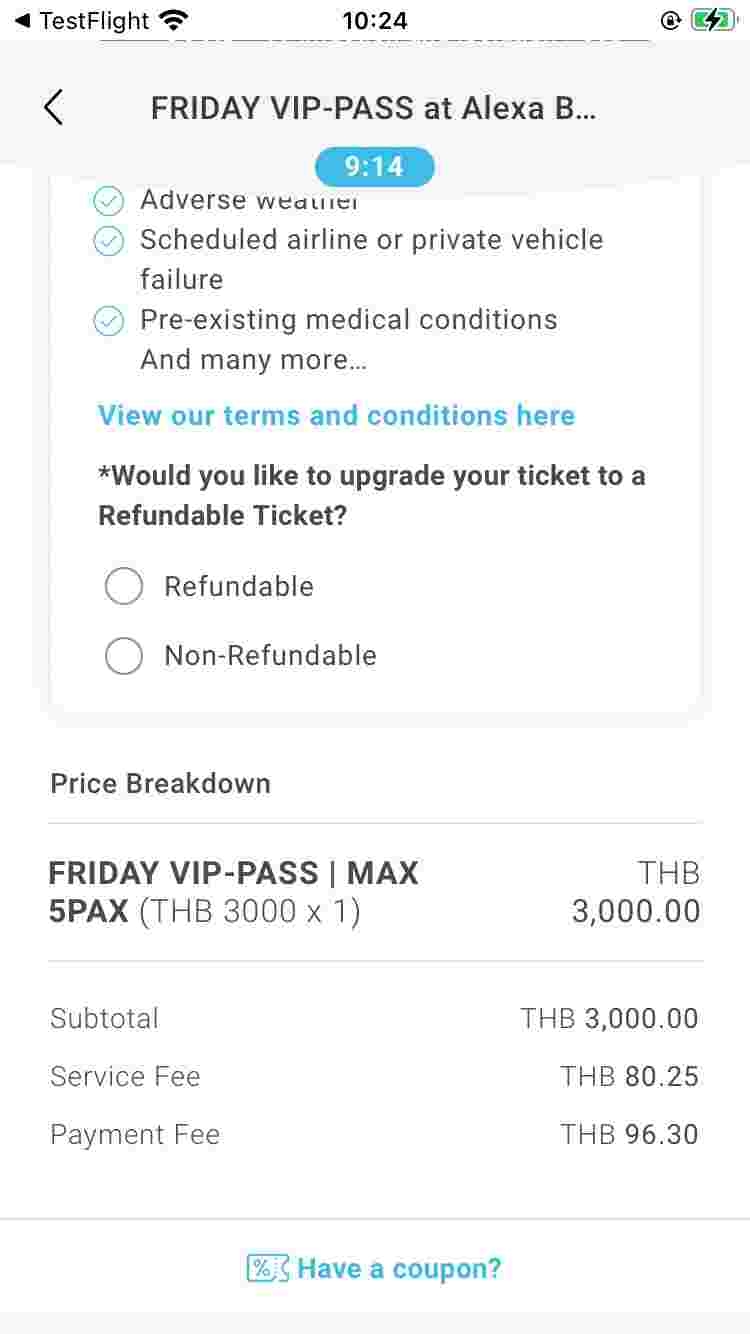 TestFlight 10:24
FRIDAY VIP-PASS at Alexa B...
9:14
Adverse weather
Scheduled airline or private vehicle
failure
Pre-existing medical conditions
And many more...
View our terms and conditions here
*Would you like to upgrade your ticket to a
Refundable Ticket?
Refundable
Non-Refundable
Price Breakdown
FRIDAY VIP-PASS | MAX THB
5PAX (THB 3000 x 1) 3,000.00
Subtotal THB 3,000.00
Service Fee THB 80.25
Payment Fee THB 96.30
% Have a coupon?